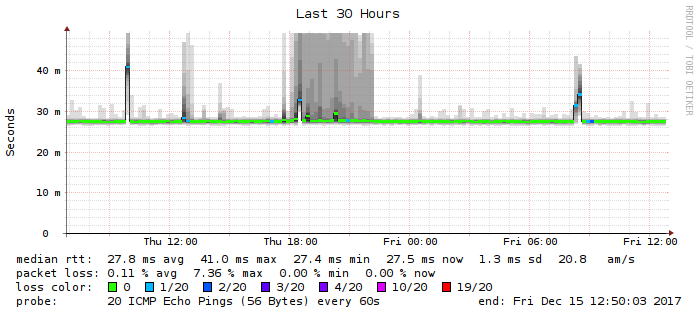 Last 30 Hours
RRDTOOL / TOBI OETIKER
Seconds
40 m
30 m
20 m
10 m
0
Thu 12:00 Thu 18:00 Fri 00:00 Fri 06:00 Fri 12:00
median rtt: 27.8 ms avg 41.0 ms max 27.4 ms min 27.5 ms now 1.3 ms sd 20.8 am/s
packet loss: 0.11 % avg 7.36 % max 0.00 % min 0.00 % now
loss color: 0 1/20 2/20 3/20 4/20 10/20 19/20
probe: 20 ICMP Echo Pings (56 Bytes) every 60s end: Fri Dec 15 12:50:03 2017